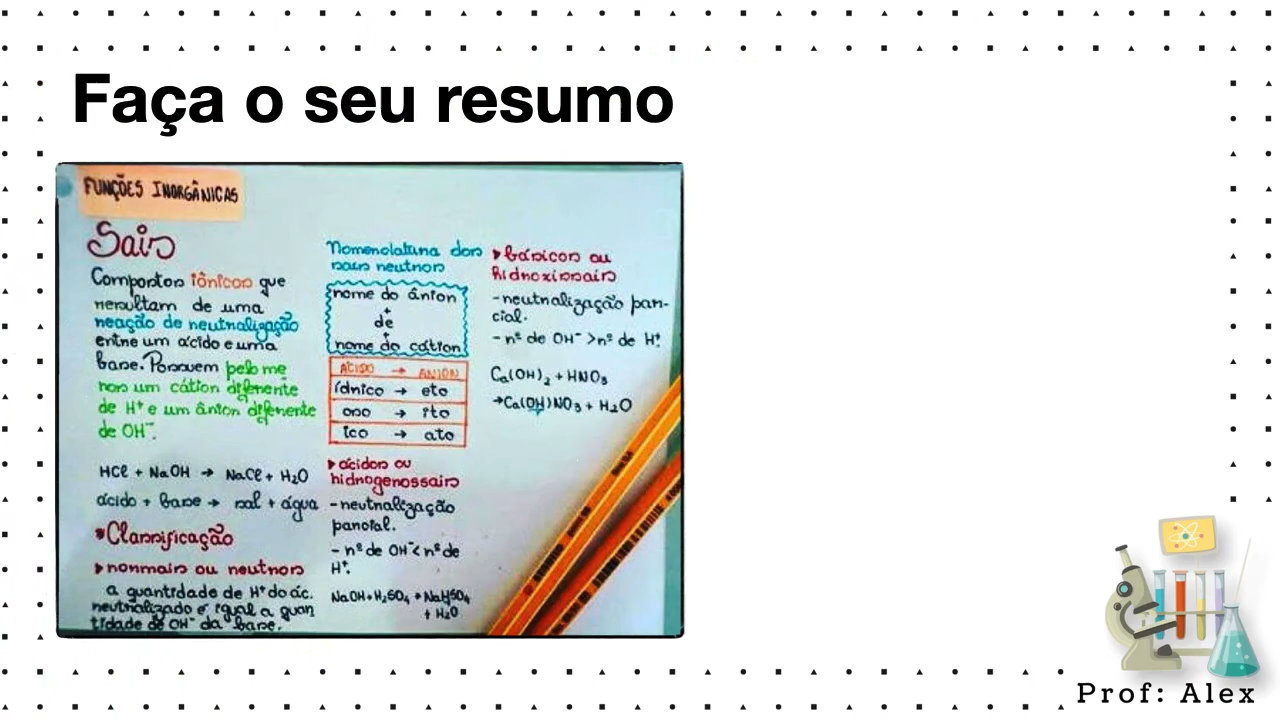 Faça o seu resumo
FUNÇÕES INORGÂNICAS
Sais
Compostos iônicos que
resultam de uma
reação de neutralização
entre um ácido e uma
base. Possuem pelo me
nos um cátion diferente
de H⁺ e um ânion diferente
de OH⁻.
HCl + NaOH → NaCl + H₂O
ácido + base → sal + água
Classificação
normais ou neutros
a quantidade de H⁺ do ác.
neutralizado é igual a quan
tidade de OH⁻ da base.
Nomenclatura dos
sais neutros
nome do ânion
+
de
+
nome do cátion
ÁCIDO → ÂNION
ídrico → eto
oso → ito
ico → ato
ácidos ou
hidrogenossais
-neutralização
parcial.
- nº de OH⁻ < nº de
H⁺.
NaOH + H₂SO₄ → NaHSO₄
+ H₂O
básicos ou
hidroxissais
-neutralização par-
cial.
- nº de OH⁻ > nº de H⁺.
Ca(OH)₂ + HNO₃
→ Ca(OH)NO₃ + H₂O
Prof: Alex